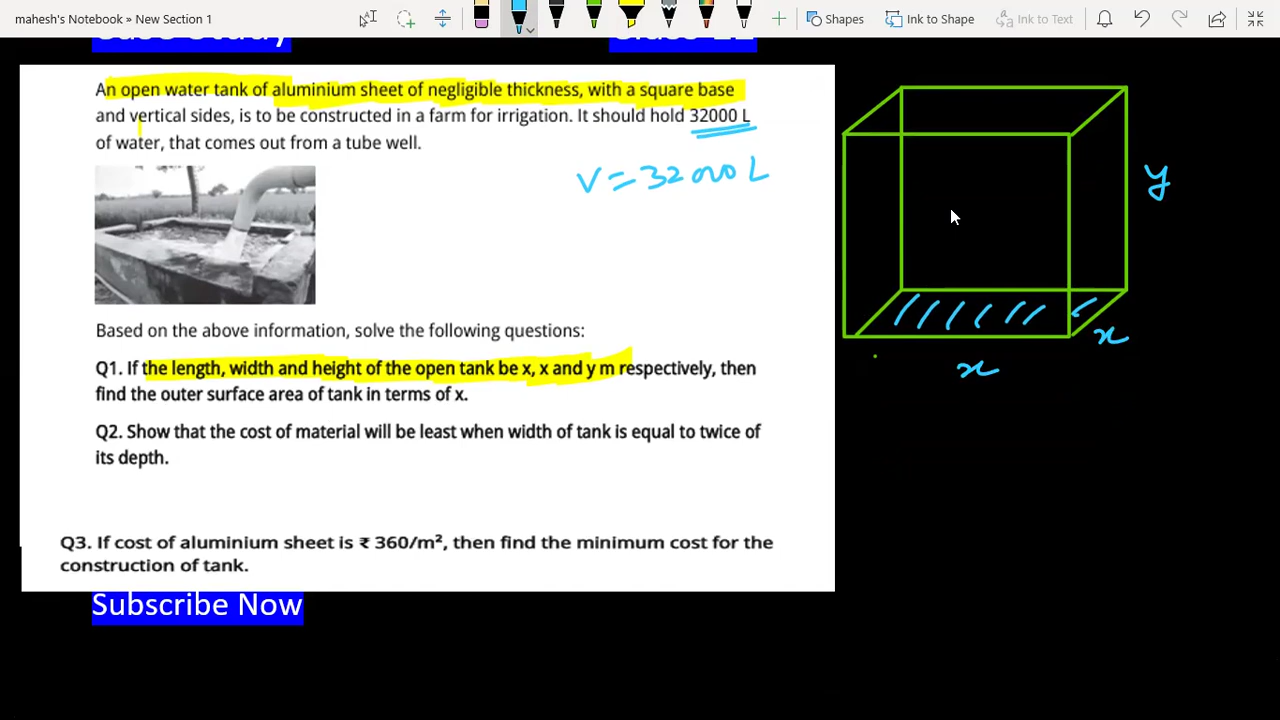 mahesh's Notebook » New Section 1
Shapes
Ink to Shape
Ink to Text
Case Study
An open water tank of aluminium sheet of negligible thickness, with a square base
and vertical sides, is to be constructed in a farm for irrigation. It should hold 32000 L
of water, that comes out from a tube well.
V = 32000 L
y
Based on the above information, solve the following questions:
x
Q1. If the length, width and height of the open tank be x, x and y m respectively, then
x
find the outer surface area of tank in terms of x.
Q2. Show that the cost of material will be least when width of tank is equal to twice of
its depth.
Q3. If cost of aluminium sheet is ₹ 360/m², then find the minimum cost for the
construction of tank.
Subscribe Now